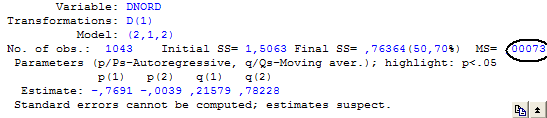 Variable: DNORD
Transformations: D(1)
Model: (2,1,2)
No. of obs.: 1043 Initial SS= 1,5063 Final SS= ,76364(50,70%) MS= 00073
Parameters (p/Ps-Autoregressive, q/Qs-Moving aver.); highlight: p<.05
p(1) p(2) q(1) q(2)
Estimate: -,7691 -,0039 ,21579 ,78228
Standard errors cannot be computed; estimates suspect.